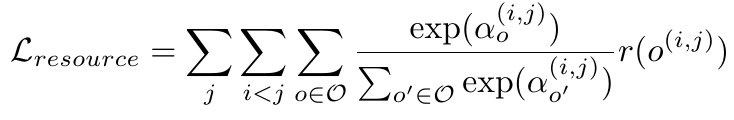 $\mathcal{L}_{resource} = \sum_{j} \sum_{i<j} \sum_{o \in \mathcal{O}} \frac{\exp(\alpha_o^{(i,j)})}{\sum_{o' \in \mathcal{O}} \exp(\alpha_{o'}^{(i,j)})} r(o^{(i,j)})$